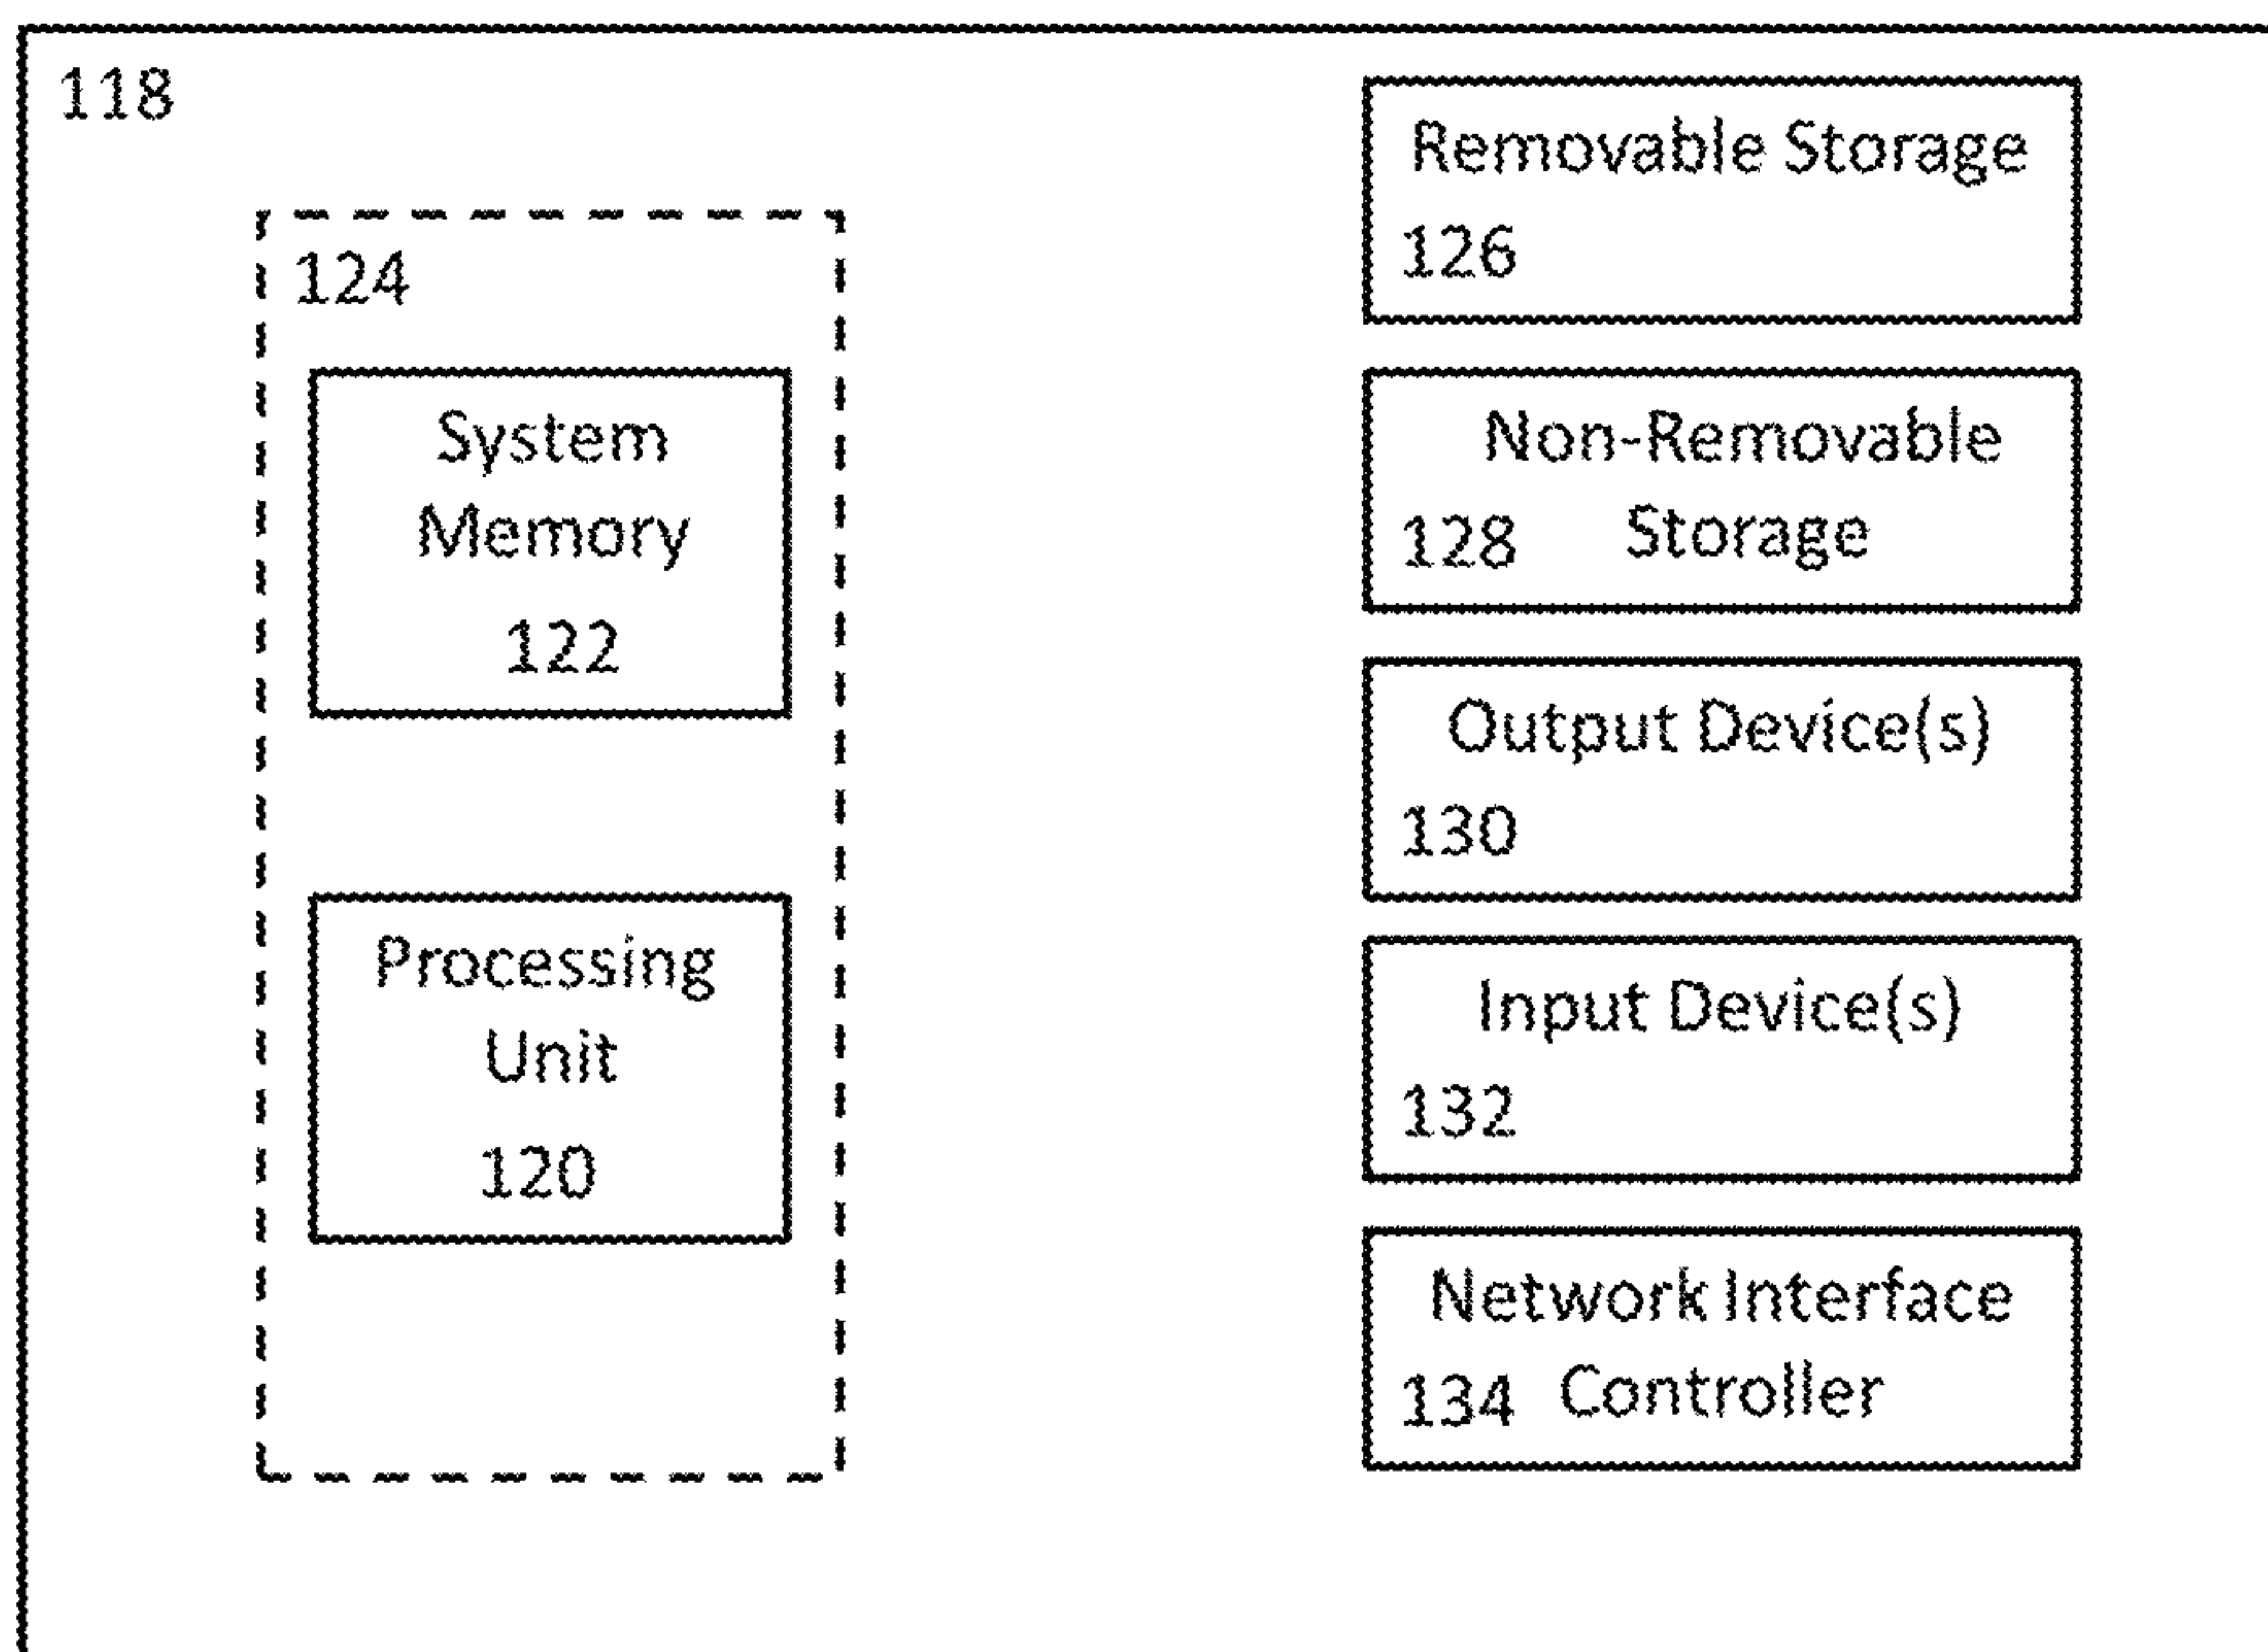 118
124
System
Memory
122
Processing
Unit
120
Removable Storage
126
Non-Removable
128 Storage
Output Device(s)
130
Input Device(s)
132
Network Interface
134 Controller